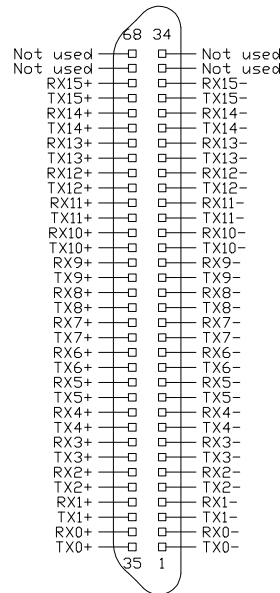 68 34
Not used Not used
Not used Not used
RX15+ RX15-
TX15+ TX15-
RX14+ RX14-
TX14+ TX14-
RX13+ RX13-
TX13+ TX13-
RX12+ RX12-
TX12+ TX12-
RX11+ RX11-
TX11+ TX11-
RX10+ RX10-
TX10+ TX10-
RX9+ RX9-
TX9+ TX9-
RX8+ RX8-
TX8+ TX8-
RX7+ RX7-
TX7+ TX7-
RX6+ RX6-
TX6+ TX6-
RX5+ RX5-
TX5+ TX5-
RX4+ RX4-
TX4+ TX4-
RX3+ RX3-
TX3+ TX3-
RX2+ RX2-
TX2+ TX2-
RX1+ RX1-
TX1+ TX1-
RX0+ RX0-
TX0+ TX0-
35 1